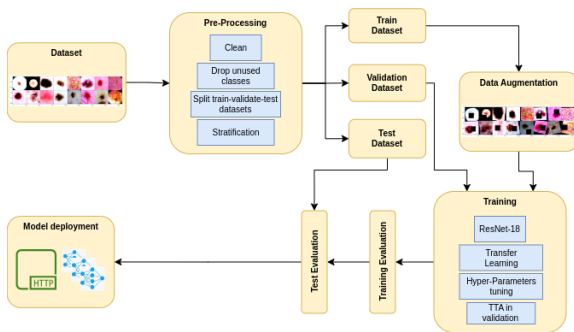 Dataset
Pre-Processing
Clean
Drop unused
classes
Split train-validate-test
datasets
Stratification
Train
Dataset
Validation
Dataset
Test
Dataset
Data Augmentation
Training
ResNet-18
Transfer
Learning
Hyper-Parameters
tuning
TTA in
validation
Training Evaluation
Test Evaluation
Model deployment
HTTP